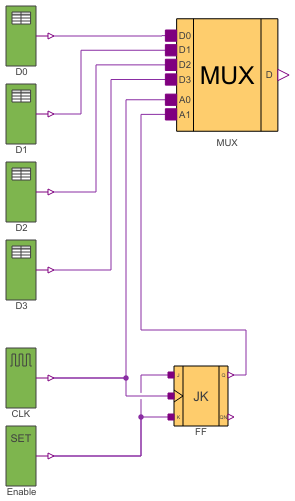 D0
D1
D2
D3
CLK
SET
Enable
D0
D1
D2
D3
A0
A1
MUX
D
MUX
J
K
JK
Q
QN
FF